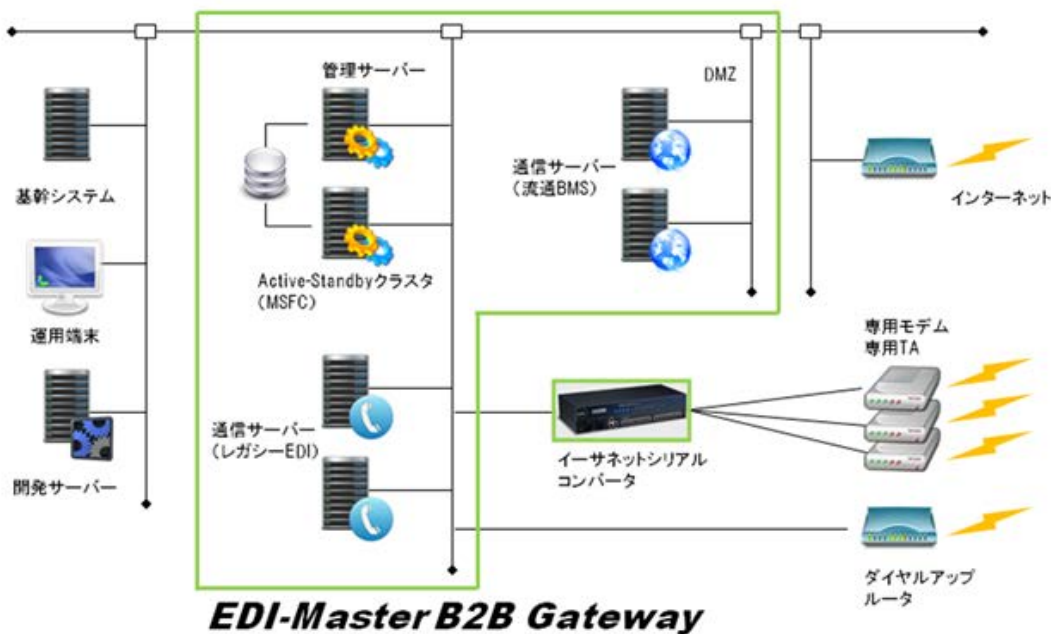 管理サーバー
DMZ
基幹システム
通信サーバー
(流通BMS)
インターネット
Active-Standbyクラスタ
(MSFC)
運用端末
専用モデム
専用TA
通信サーバー
(レガシーEDI)
イーサネットシリアル
コンバータ
開発サーバー
ダイヤルアップ
ルータ
EDI-Master B2B Gateway